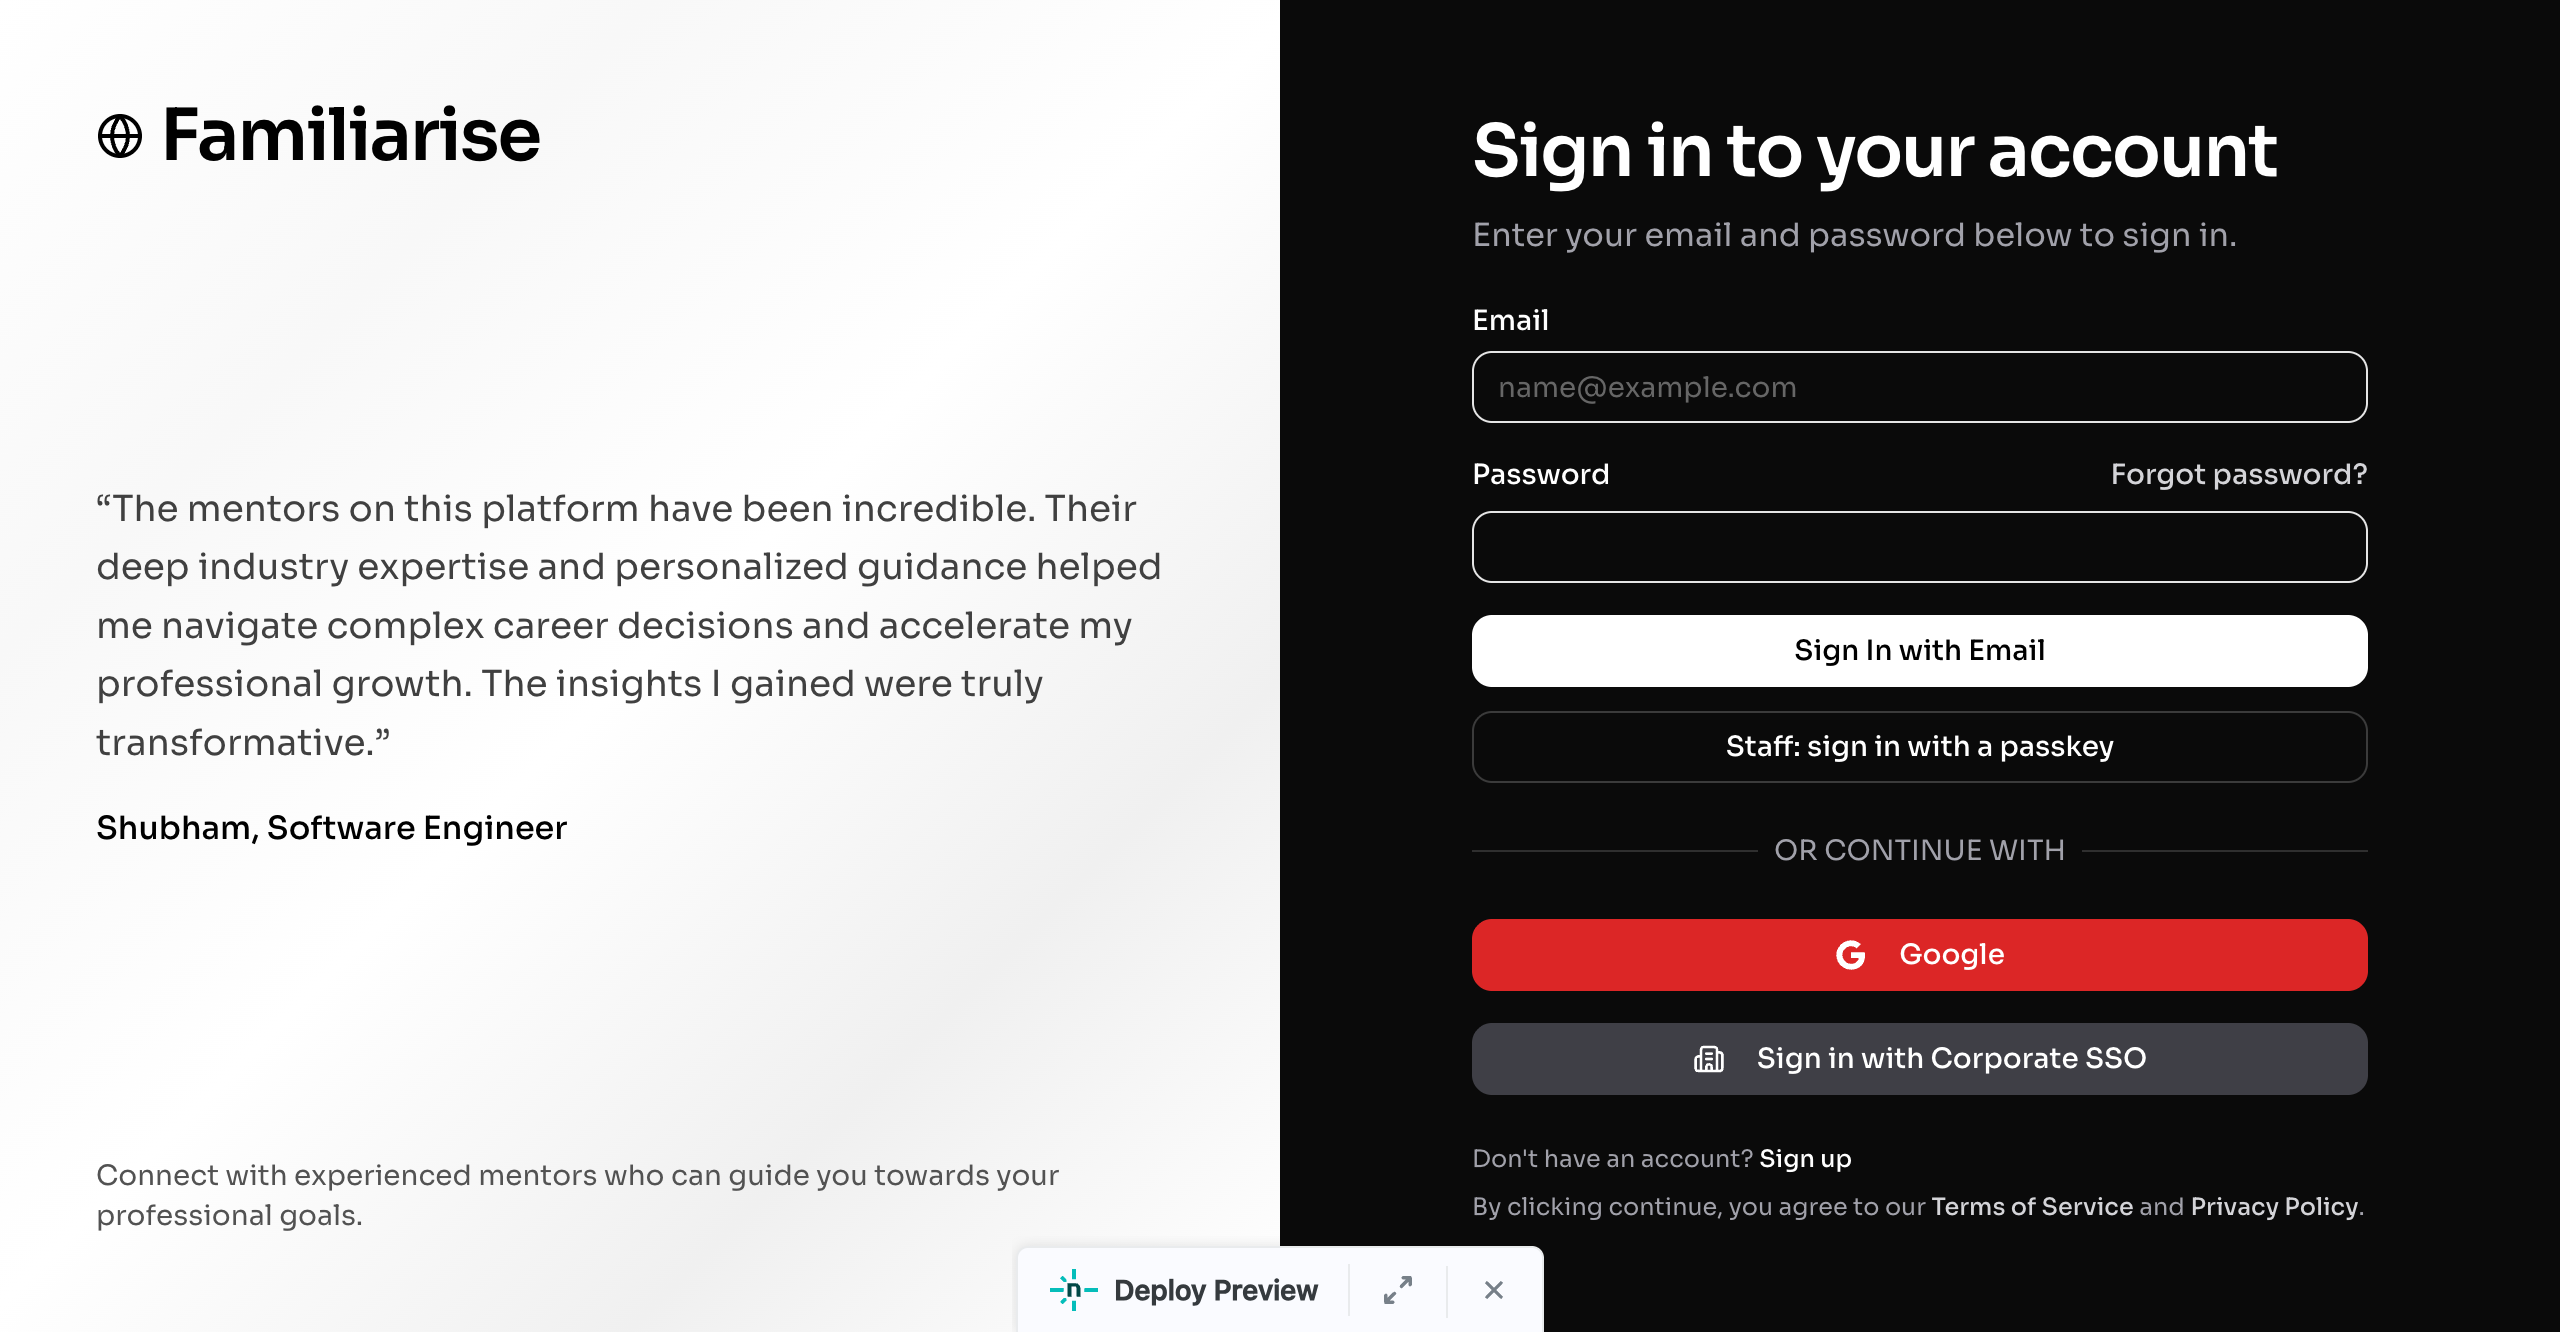 Familiarise
“The mentors on this platform have been incredible. Their
deep industry expertise and personalized guidance helped
me navigate complex career decisions and accelerate my
professional growth. The insights I gained were truly
transformative.”
Shubham, Software Engineer
Connect with experienced mentors who can guide you towards your
professional goals.
Sign in to your account
Enter your email and password below to sign in.
Email
name@example.com
Password
Forgot password?
Sign In with Email
Staff: sign in with a passkey
OR CONTINUE WITH
G Google
Sign in with Corporate SSO
Don't have an account? Sign up
By clicking continue, you agree to our Terms of Service and Privacy Policy.
n Deploy Preview